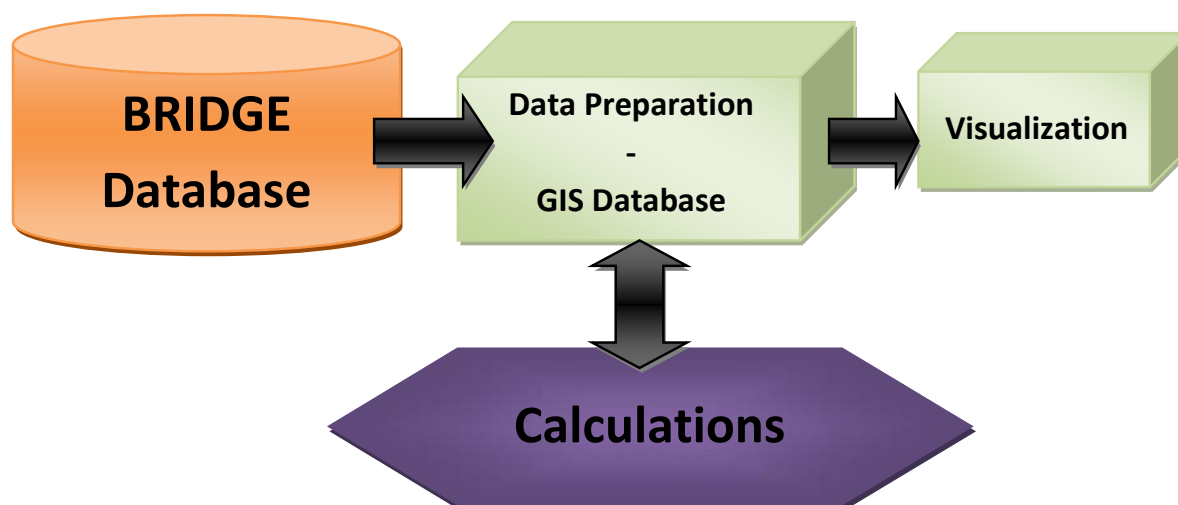 BRIDGE
Database
Data Preparation
-
GIS Database
Visualization
Calculations